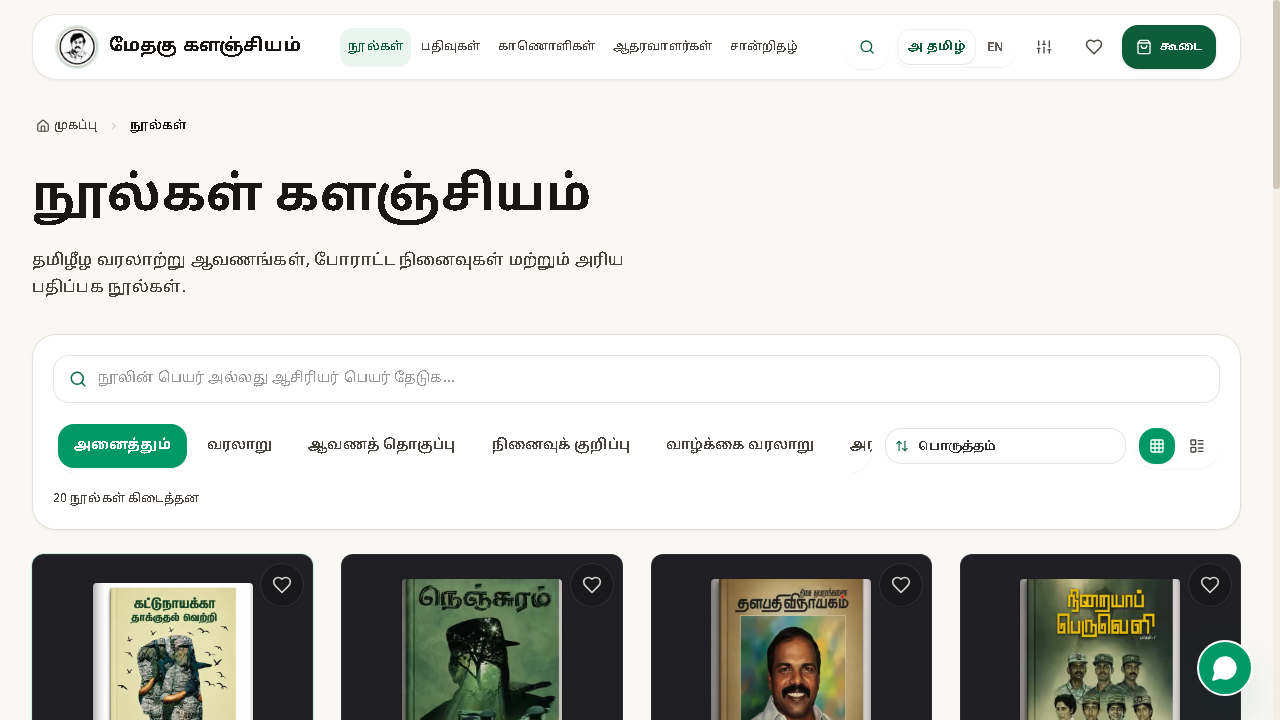 மேதகு களஞ்சியம்
நூல்கள்
பதிவுகள்
காணொளிகள்
ஆதரவாளர்கள்
சான்றிதழ்
அ தமிழ்
EN
கூடை
முகப்பு
நூல்கள்
நூல்கள் களஞ்சியம்
தமிழீழ வரலாற்று ஆவணங்கள், போராட்ட நினைவுகள் மற்றும் அரிய
பதிப்பக நூல்கள்.
நூலின் பெயர் அல்லது ஆசிரியர் பெயர் தேடுக...
அனைத்தும்
வரலாறு
ஆவணத் தொகுப்பு
நினைவுக் குறிப்பு
வாழ்க்கை வரலாறு
பொருத்தம்
20 நூல்கள் கிடைத்தன
கட்டுநாயக்கா
தாக்குதல் வெற்றி
நெஞ்சுரம்
தளபதி விநாயகம்
நிறையாப்
பெருவெளி